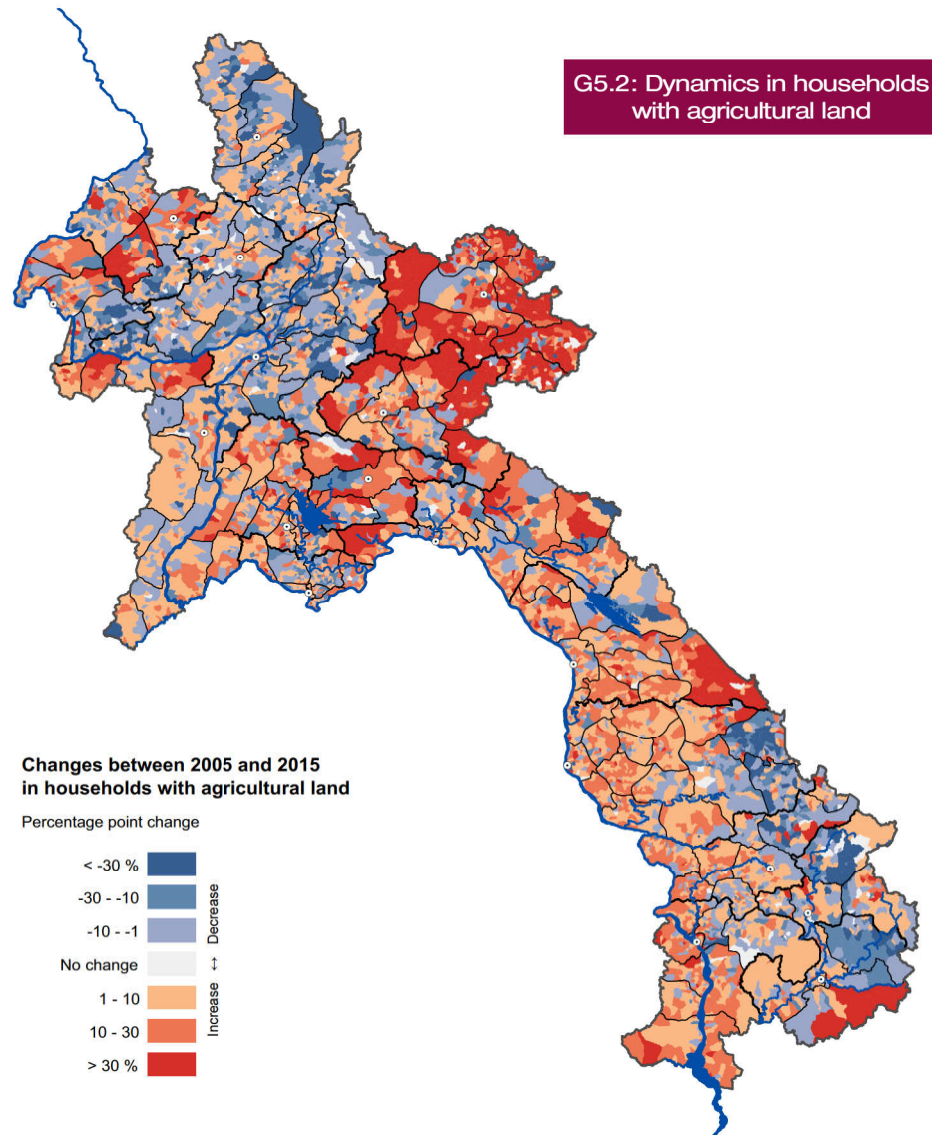 G5.2: Dynamics in households
with agricultural land
Changes between 2005 and 2015
in households with agricultural land
Percentage point change
< -30 %
-30 - -10
-10 - -1
No change
1 - 10
10 - 30
> 30 %
Decrease
↔
Increase